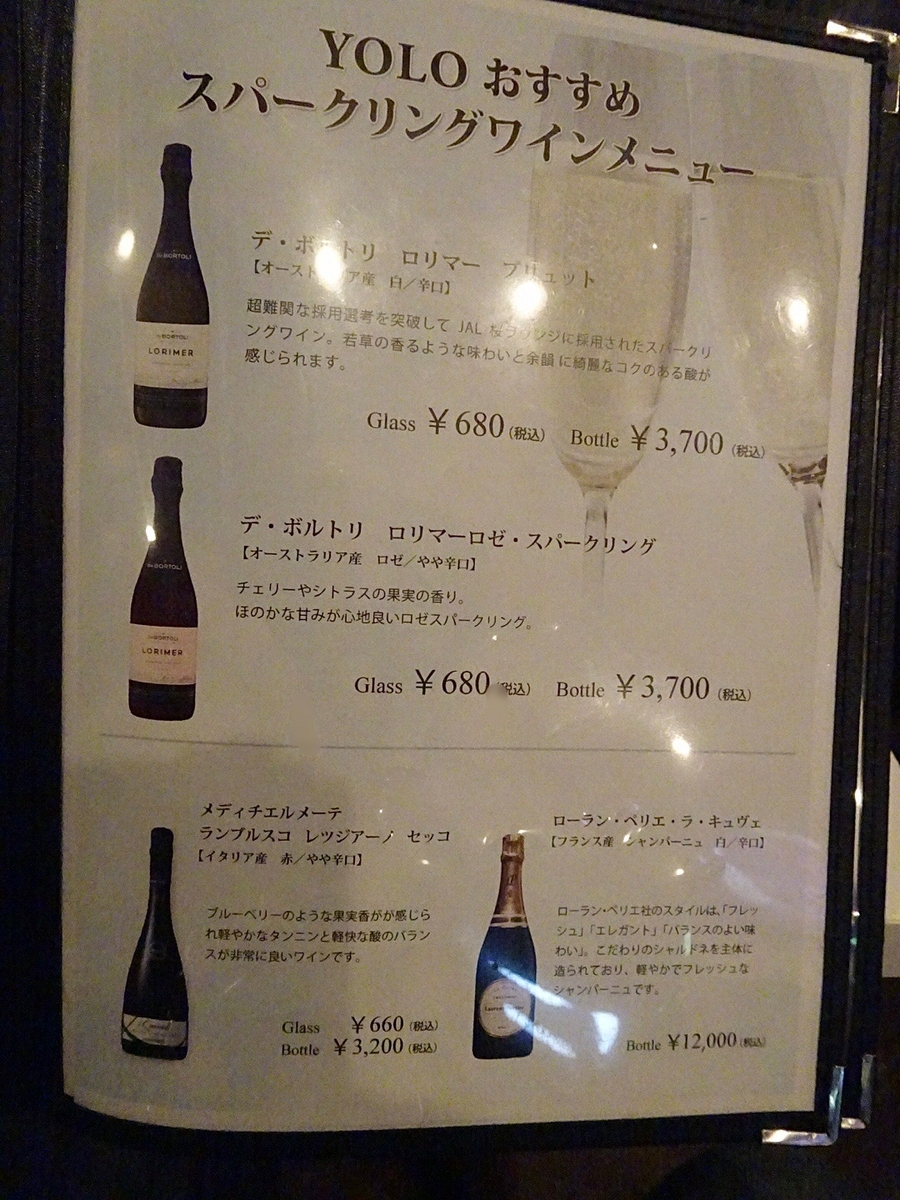 YOLO おすすめ
スパークリングワインメニュー
デ・ボルトリ ロリマー ブリュット
【オーストラリア産 白／辛口】
超難関な採用選考を突破して JAL 桜ラウンジに採用されたスパークリ
ングワイン。若草の香るような味わいと余韻に綺麗なコクのある酸が
感じられます。
Glass ￥680(税込) Bottle ￥3,700 (税込)
DE BORTOLI
DE BORTOLI
LORIMER
デ・ボルトリ ロリマーロゼ・スパークリング
【オーストラリア産 ロゼ／やや辛口】
チェリーやシトラスの果実の香り。
ほのかな甘みが心地良いロゼスパークリング。
Glass ￥680 (税込) Bottle ￥3,700 (税込)
DE BORTOLI
DE BORTOLI
LORIMER
メディチエルメーテ
ランブルスコ レツジアーノ セッコ
【イタリア産 赤／やや辛口】
ブルーベリーのような果実香がが感じら
れ軽やかなタンニンと軽快な酸のバラン
スが非常に良いワインです。
Glass ￥660 (税込)
Bottle ￥3,200 (税込)
ローラン・ペリエ・ラ・キュヴェ
【フランス産 シャンパーニュ 白／辛口】
ローラン・ペリエ社のスタイルは、「フレッ
シュ」「エレガント」「バランスのよい味
わい」。こだわりのシャルドネを主体に
造られており、軽やかでフレッシュな
シャンパーニュです。
Bottle ￥12,000 (税込)